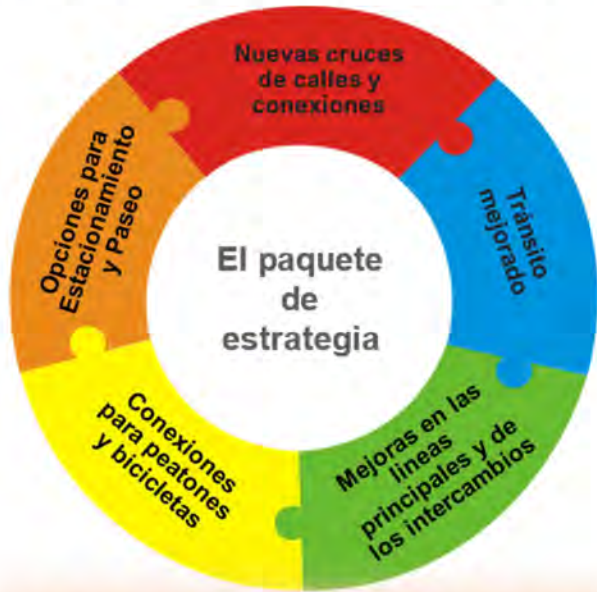 Nuevas cruces
de calles y
conexiones
Tránsito
mejorado
Mejoras en las
lineas
principales y de
los intercambios
Conexiones
para peatones
y bicicletas
Opciones para
Estacionamiento
y Paseo
El paquete
de
estrategia